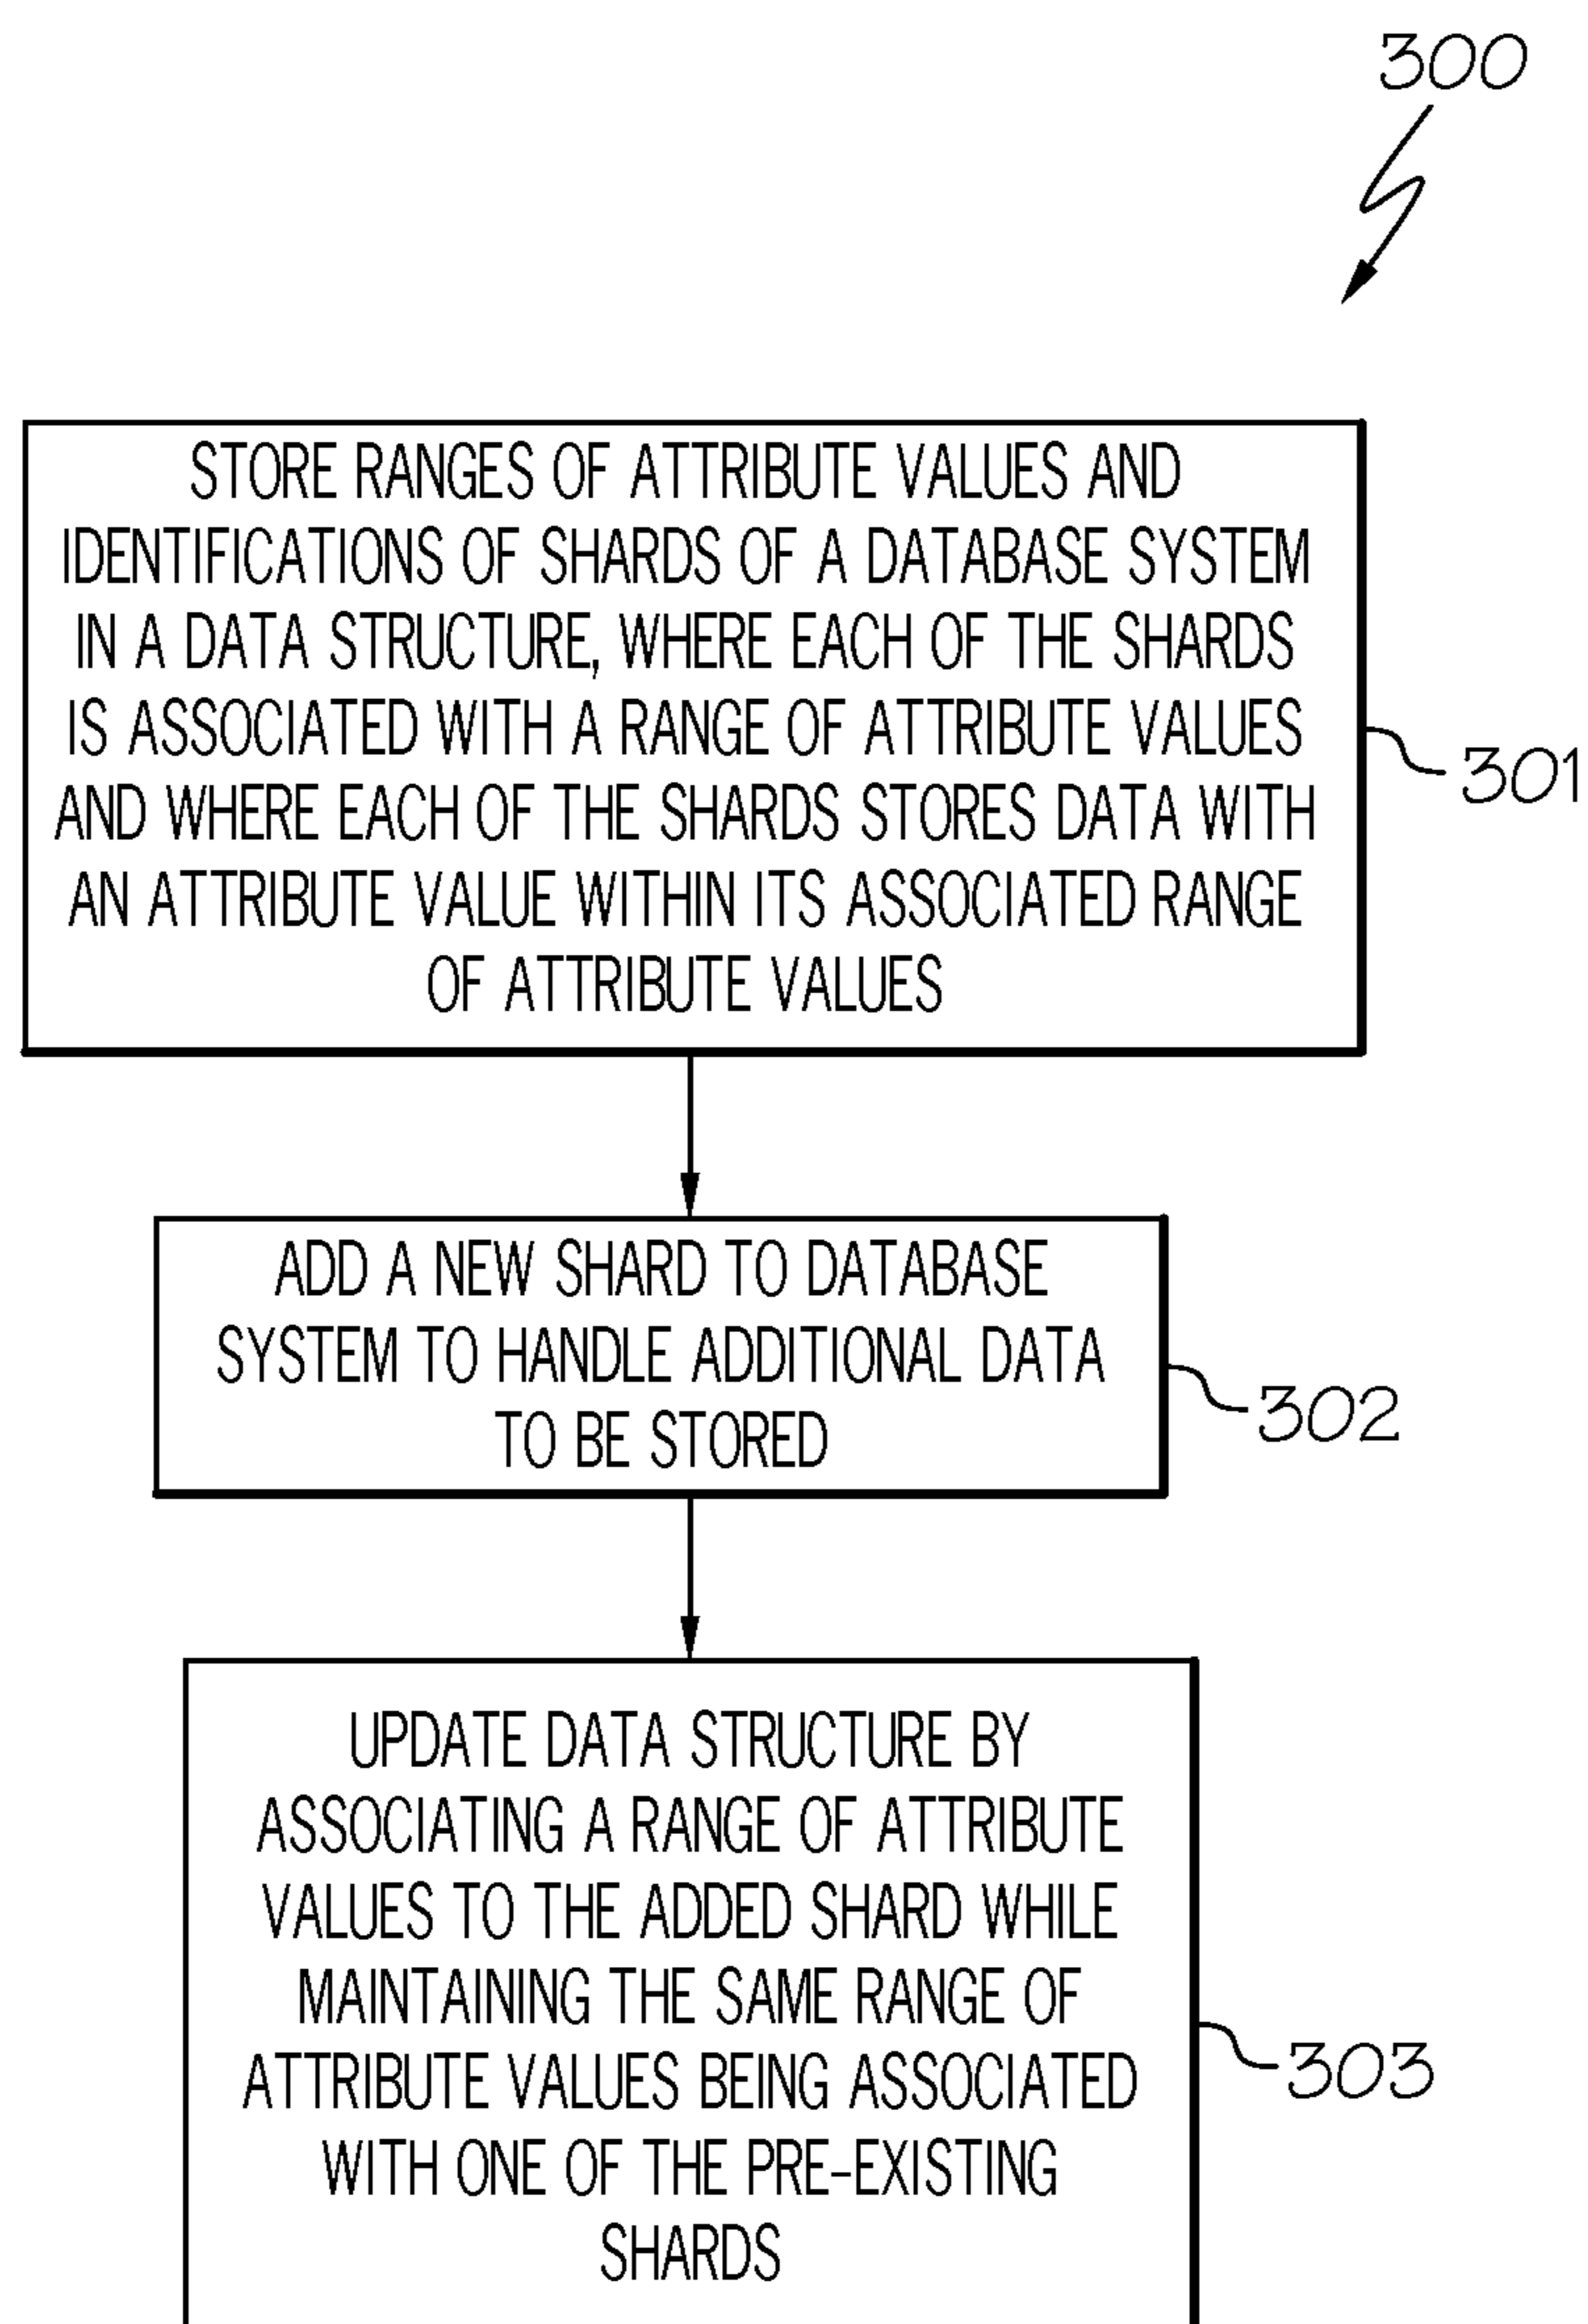 300
STORE RANGES OF ATTRIBUTE VALUES AND
IDENTIFICATIONS OF SHARDS OF A DATABASE SYSTEM
IN A DATA STRUCTURE, WHERE EACH OF THE SHARDS
IS ASSOCIATED WITH A RANGE OF ATTRIBUTE VALUES
AND WHERE EACH OF THE SHARDS STORES DATA WITH
AN ATTRIBUTE VALUE WITHIN ITS ASSOCIATED RANGE
OF ATTRIBUTE VALUES
301
ADD A NEW SHARD TO DATABASE
SYSTEM TO HANDLE ADDITIONAL DATA
TO BE STORED
302
UPDATE DATA STRUCTURE BY
ASSOCIATING A RANGE OF ATTRIBUTE
VALUES TO THE ADDED SHARD WHILE
MAINTAINING THE SAME RANGE OF
ATTRIBUTE VALUES BEING ASSOCIATED
WITH ONE OF THE PRE-EXISTING
SHARDS
303